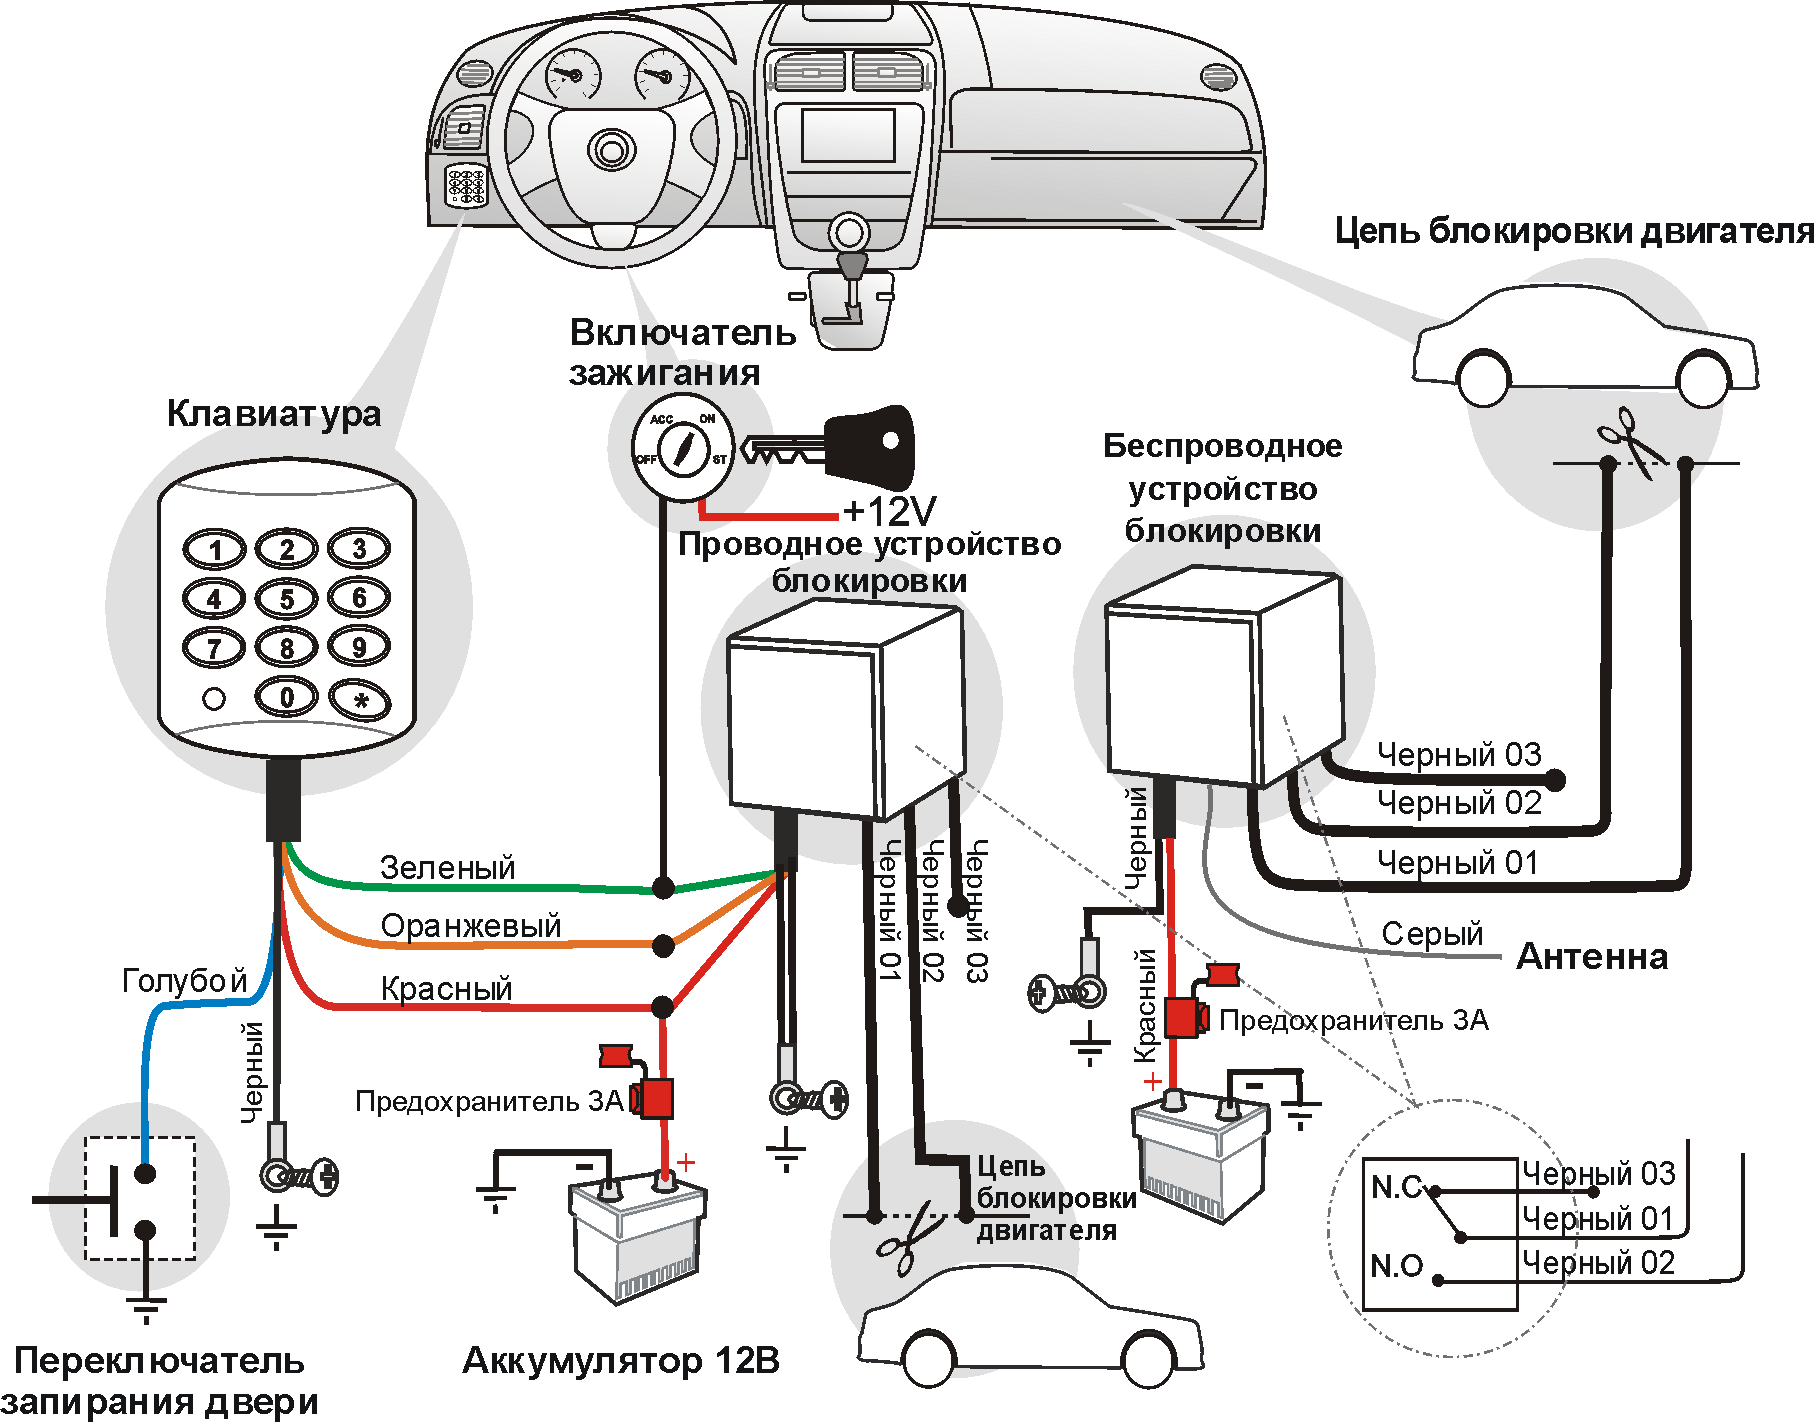 Цепь блокировки двигателя
Включатель
зажигания
Клавиатура
ACC
ON
OFF
ST
+12V
Проводное устройство
блокировки
Беспроводное
устройство
блокировки
1
2
3
4
5
6
7
8
9
0
*
Черный 03
Черный 02
Черный 01
Черный
Зеленый
Оранжевый
Красный
Голубой
Черный
Черный 01
Черный 02
Черный 03
Серый
Антенна
Красный
Предохранитель 3А
Предохранитель 3А
+
-
+
-
Цепь
блокировки
двигателя
N.C
N.O
Черный 03
Черный 01
Черный 02
Переключатель
запирания двери
Аккумулятор 12В